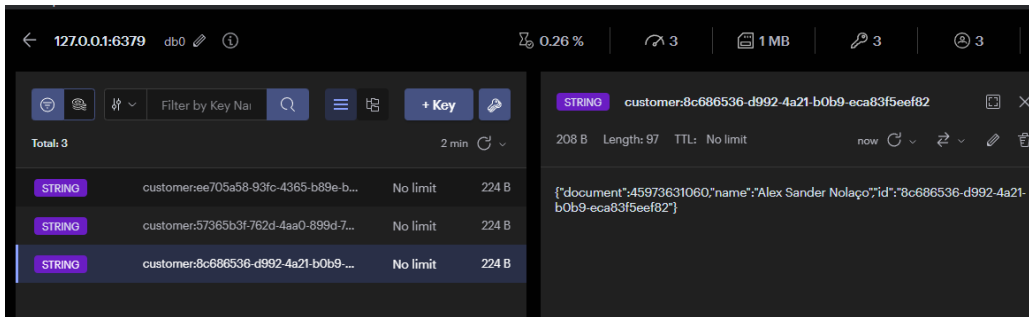 127.0.0.1:6379 db0 0.26 % 3 1 MB 3 3
Filter by Key Nar + Key
Total: 3 2 min
STRING customer:ee705a58-93fc-4365-b89e-b... No limit 224 B
STRING customer:57365b3f-762d-4aa0-899d-7... No limit 224 B
STRING customer:8c686536-d992-4a21-b0b9-... No limit 224 B
STRING customer:8c686536-d992-4a21-b0b9-eca83f5eef82
208 B Length: 97 TTL: No limit now
{"document":45973631060,"name":"Alex Sander Nolaço","id":"8c686536-d992-4a21-
b0b9-eca83f5eef82"}